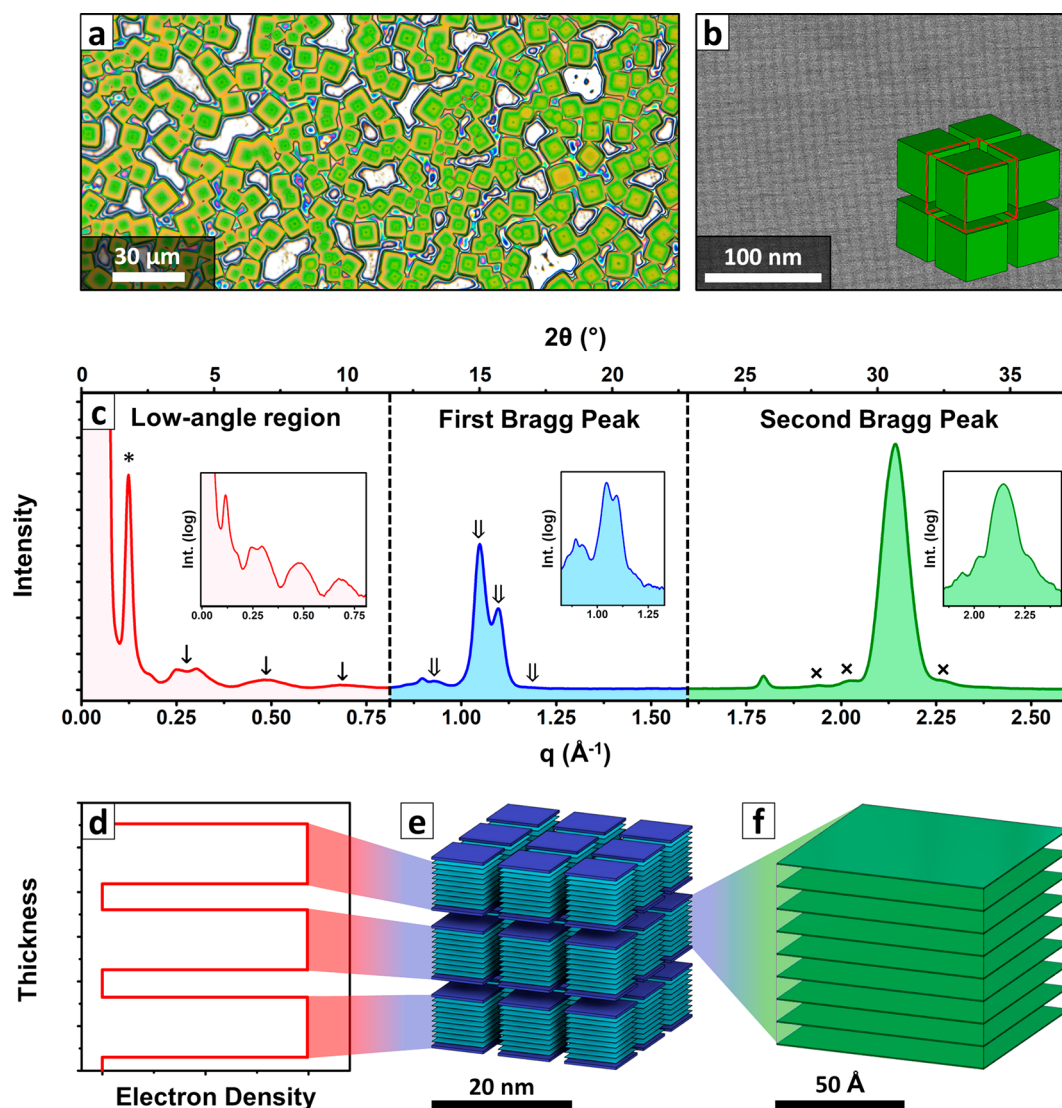 a
b
30 µm
100 nm
2θ (°)
0 5 10 15 20 25 30 35
c
Low-angle region
First Bragg Peak
Second Bragg Peak
*
Intensity
Int. (log)
0.00 0.25 0.50 0.75
Int. (log)
1.00 1.25
Int. (log)
2.00 2.25
⇓ ⇓ ⇓ ⇓
↓ ↓ ↓
× × ×
0.00 0.25 0.50 0.75 1.00 1.25 1.50 1.75 2.00 2.25 2.50
q (Å-1)
d
e
f
Thickness
Electron Density
20 nm
50 Å